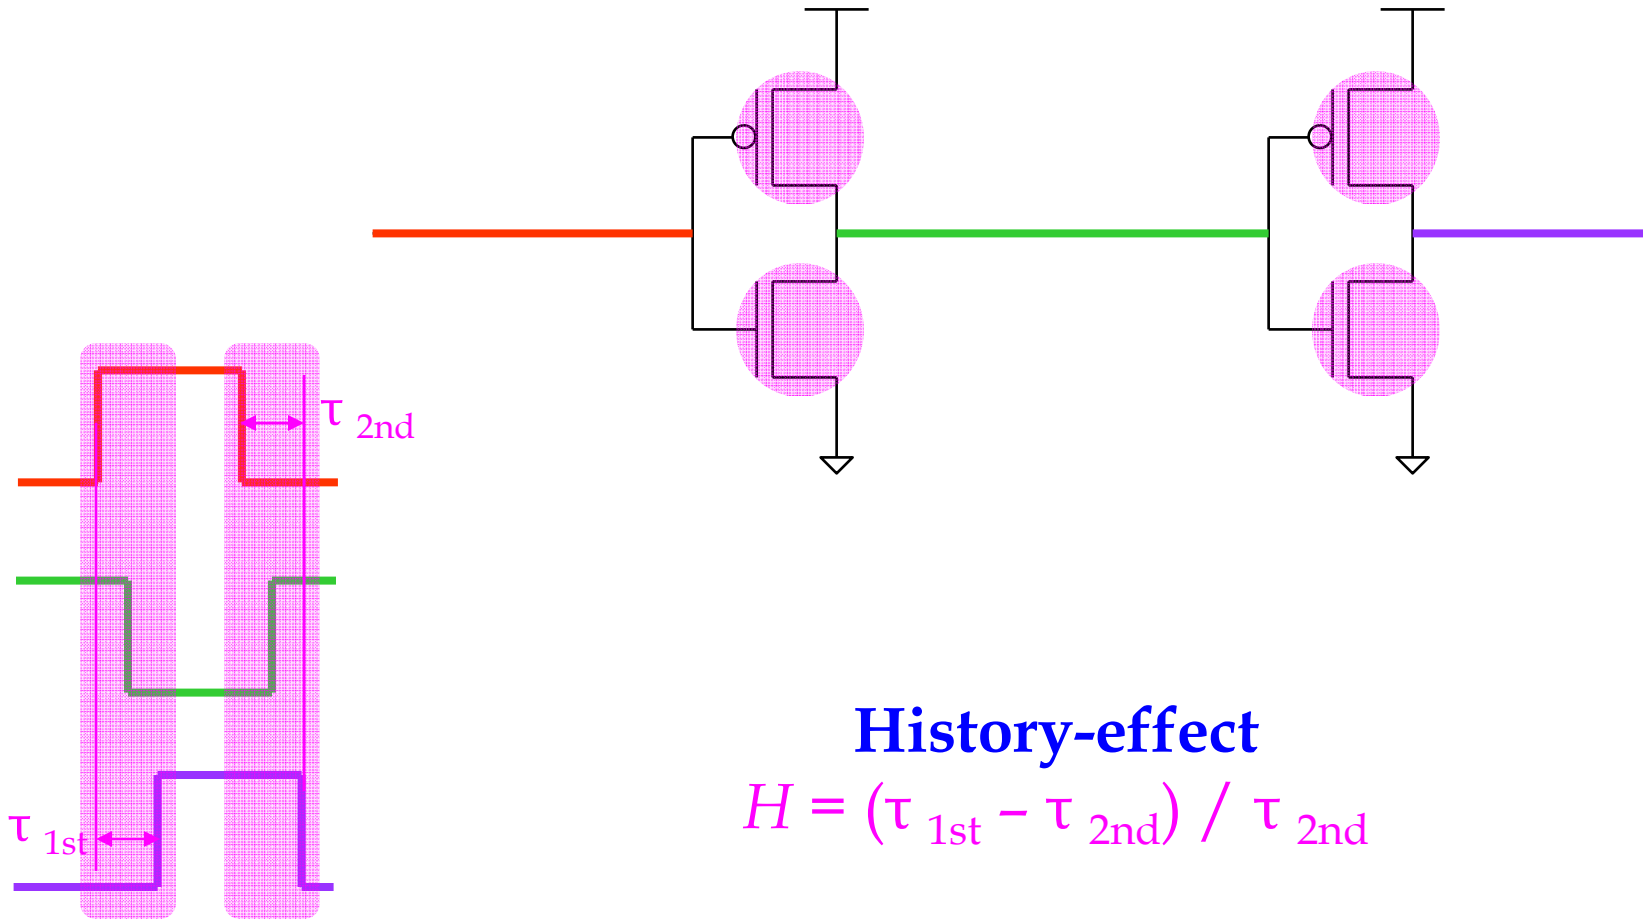 τ 2nd
τ 1st
History-effect
H = (τ 1st – τ 2nd) / τ 2nd